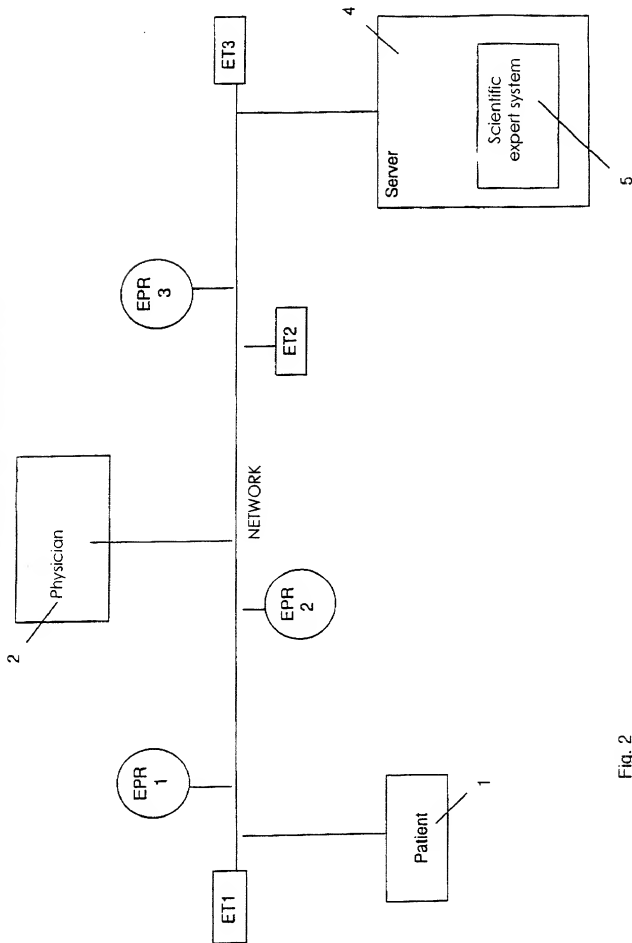 2
Physician
EPR
1
EPR
3
ET1
NETWORK
ET3
EPR
2
ET2
Patient
1
Server
4
Scientific
expert system
5
Fig. 2